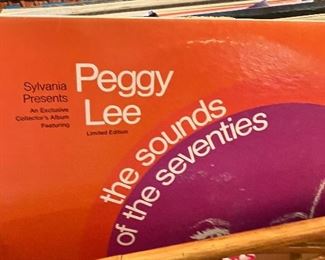 Sylvania
Presents
An Exclusive
Collector's Album
Featuring
Peggy
Lee
Limited Edition
the sounds
of the seventies